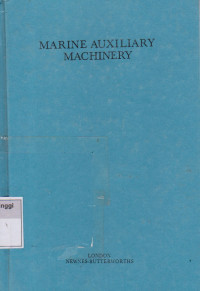 MARINE AUXILIARY
MACHINERY
nggi
LONDON
NEWNES-BUTTERWORTHS